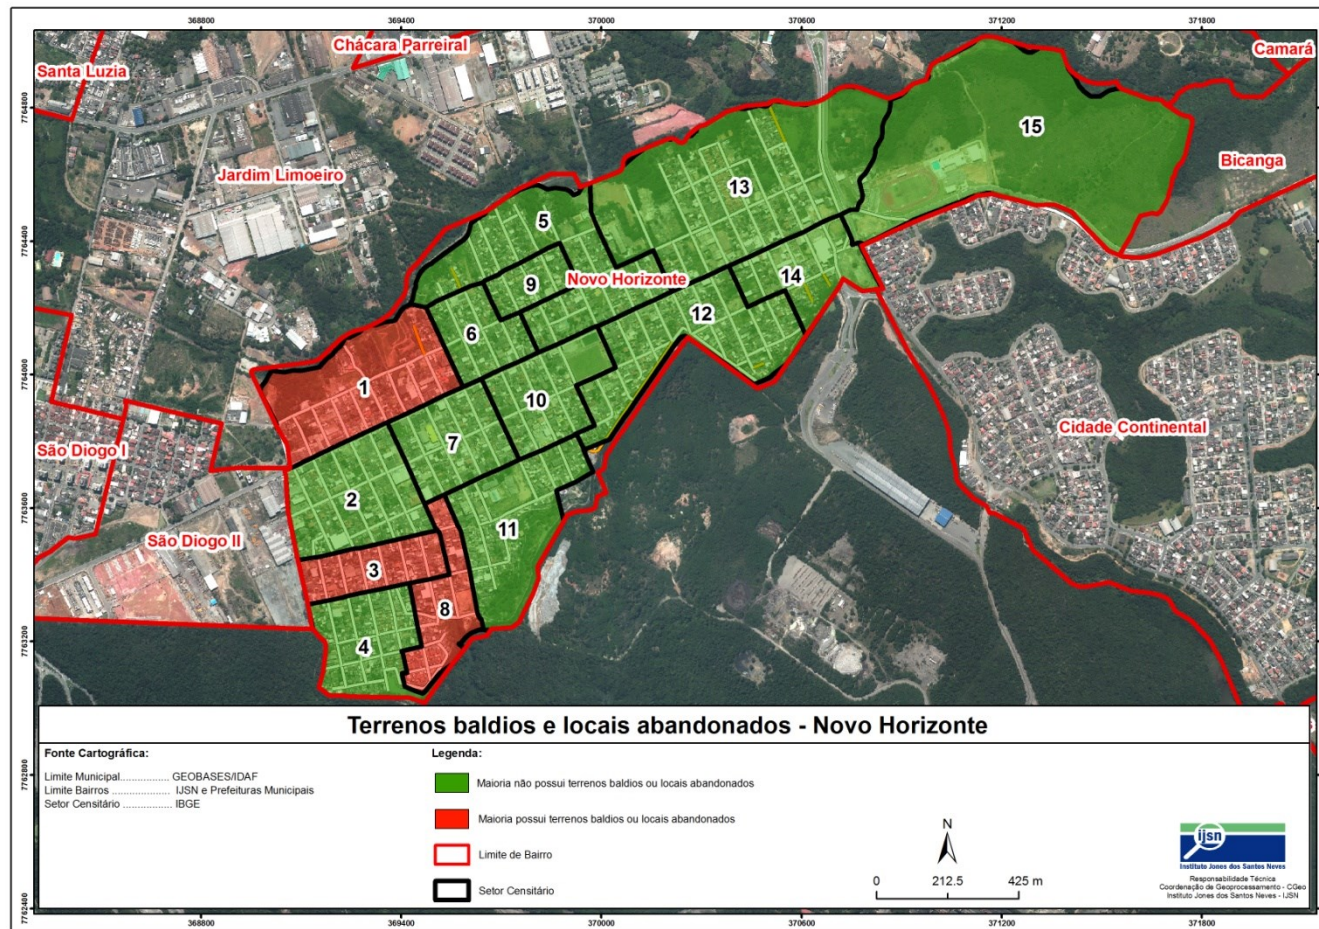 368800 369400 370000 370600 371200 371800
Chácara Parreiral
Camará
Santa Luzia
7764800
15
Bicanga
Jardim Limoeiro
13
5
7764400
9
Novo Horizonte
14
12
6
7764000
1
10
Cidade Continental
São Diogo I
7
2
7763600
11
São Diogo II
3
8
4
7763200
Terrenos baldios e locais abandonados - Novo Horizonte
Fonte Cartográfica:
Limite Municipal................. GEOBASES/IDAF
Limite Bairros .................... IJSN e Prefeituras Municipais
Setor Censitário .................. IBGE
Legenda:
Maioria não possui terrenos baldios ou locais abandonados
Maioria possui terrenos baldios ou locais abandonados
Limite de Bairro
Setor Censitário
N
0 212.5 425 m
ijsn
Instituto Jones dos Santos Neves
Responsabilidade Técnica
Coordenação de Geoprocessamento - CGeo
Instituto Jones dos Santos Neves - IJSN
7762800
7762400
368800 369400 370000 370600 371200 371800